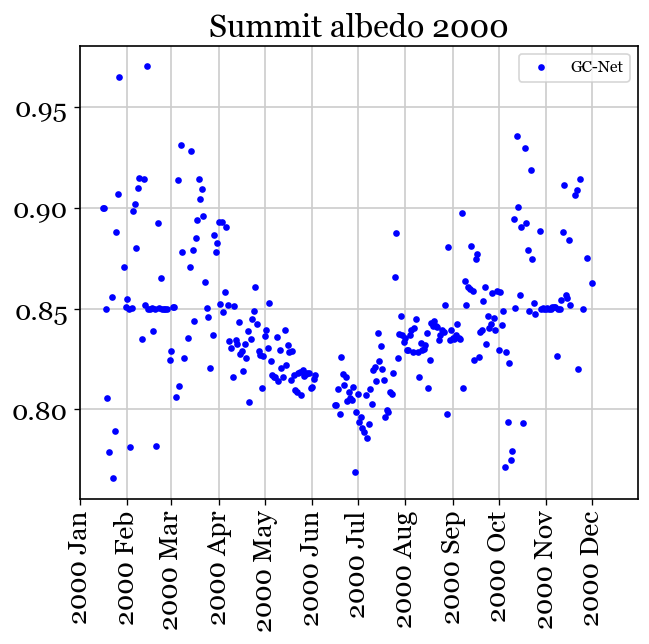 Summit albedo 2000
GC-Net
0.95
0.90
0.85
0.80
2000 Jan
2000 Feb
2000 Mar
2000 Apr
2000 May
2000 Jun
2000 Jul
2000 Aug
2000 Sep
2000 Oct
2000 Nov
2000 Dec